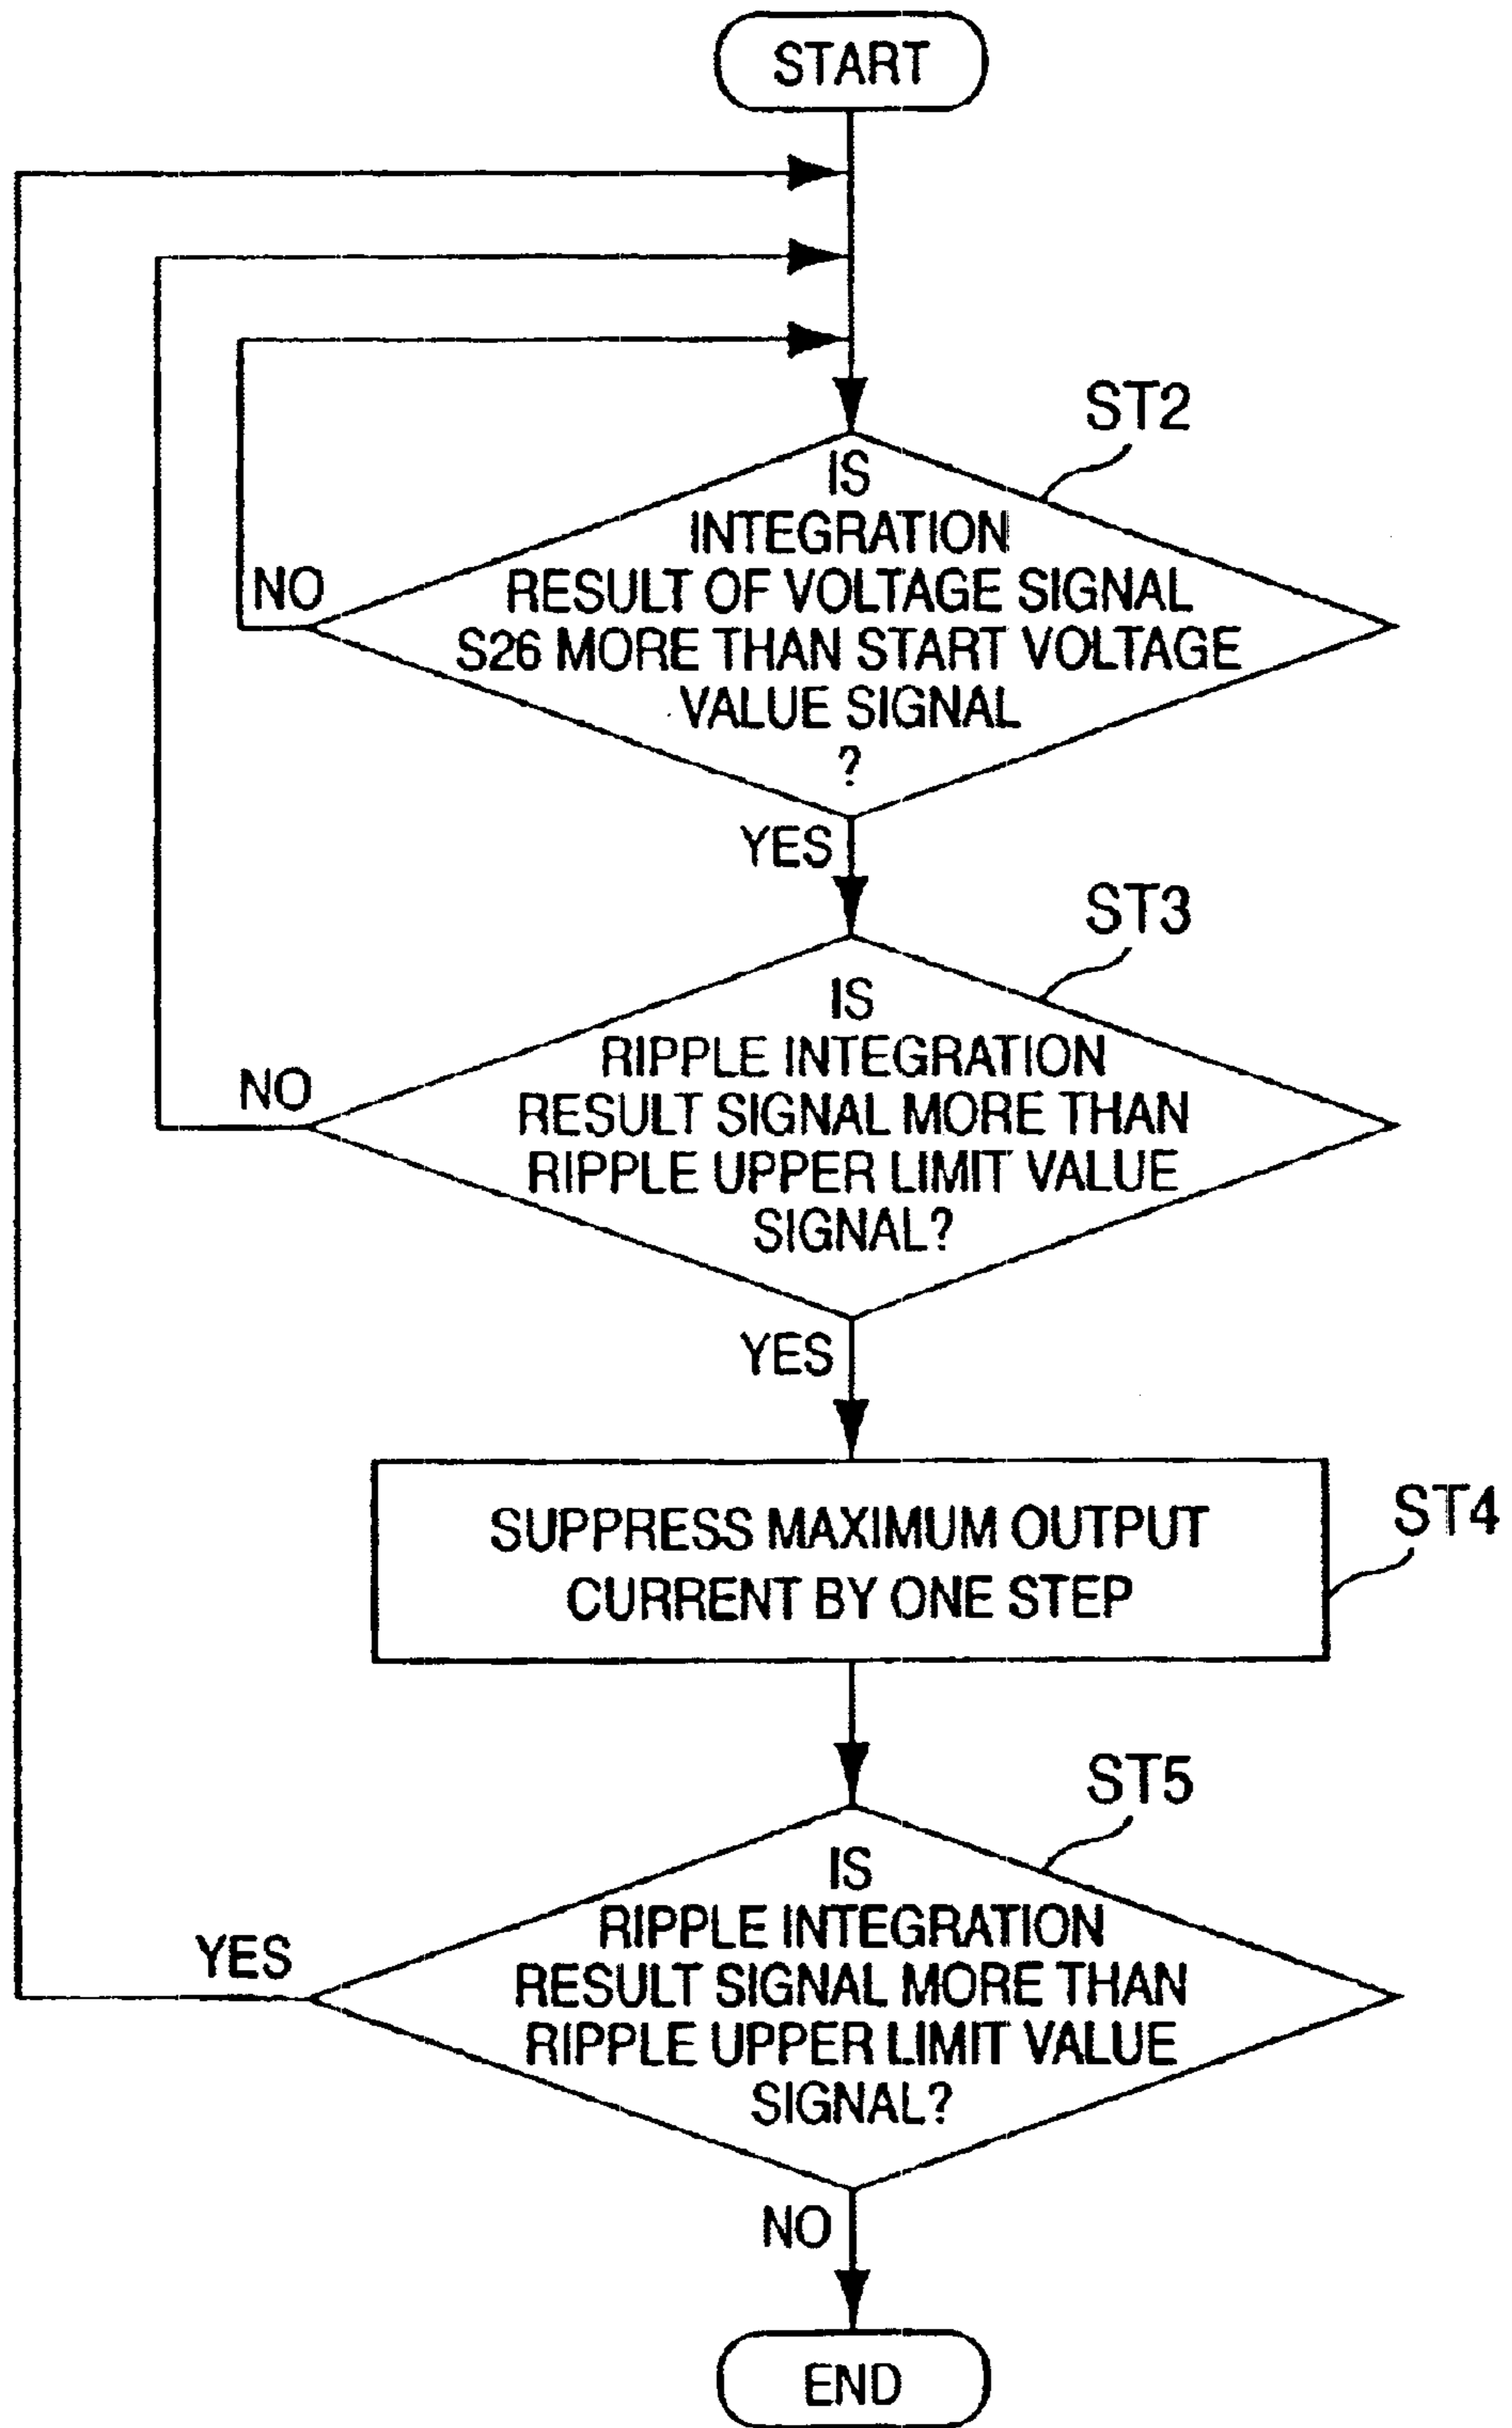 START
ST2
IS
INTEGRATION
RESULT OF VOLTAGE SIGNAL
S26 MORE THAN START VOLTAGE
VALUE SIGNAL
?
NO
YES
ST3
IS
RIPPLE INTEGRATION
RESULT SIGNAL MORE THAN
RIPPLE UPPER LIMIT VALUE
SIGNAL?
NO
YES
SUPPRESS MAXIMUM OUTPUT
CURRENT BY ONE STEP
ST4
ST5
IS
RIPPLE INTEGRATION
RESULT SIGNAL MORE THAN
RIPPLE UPPER LIMIT VALUE
SIGNAL?
YES
NO
END